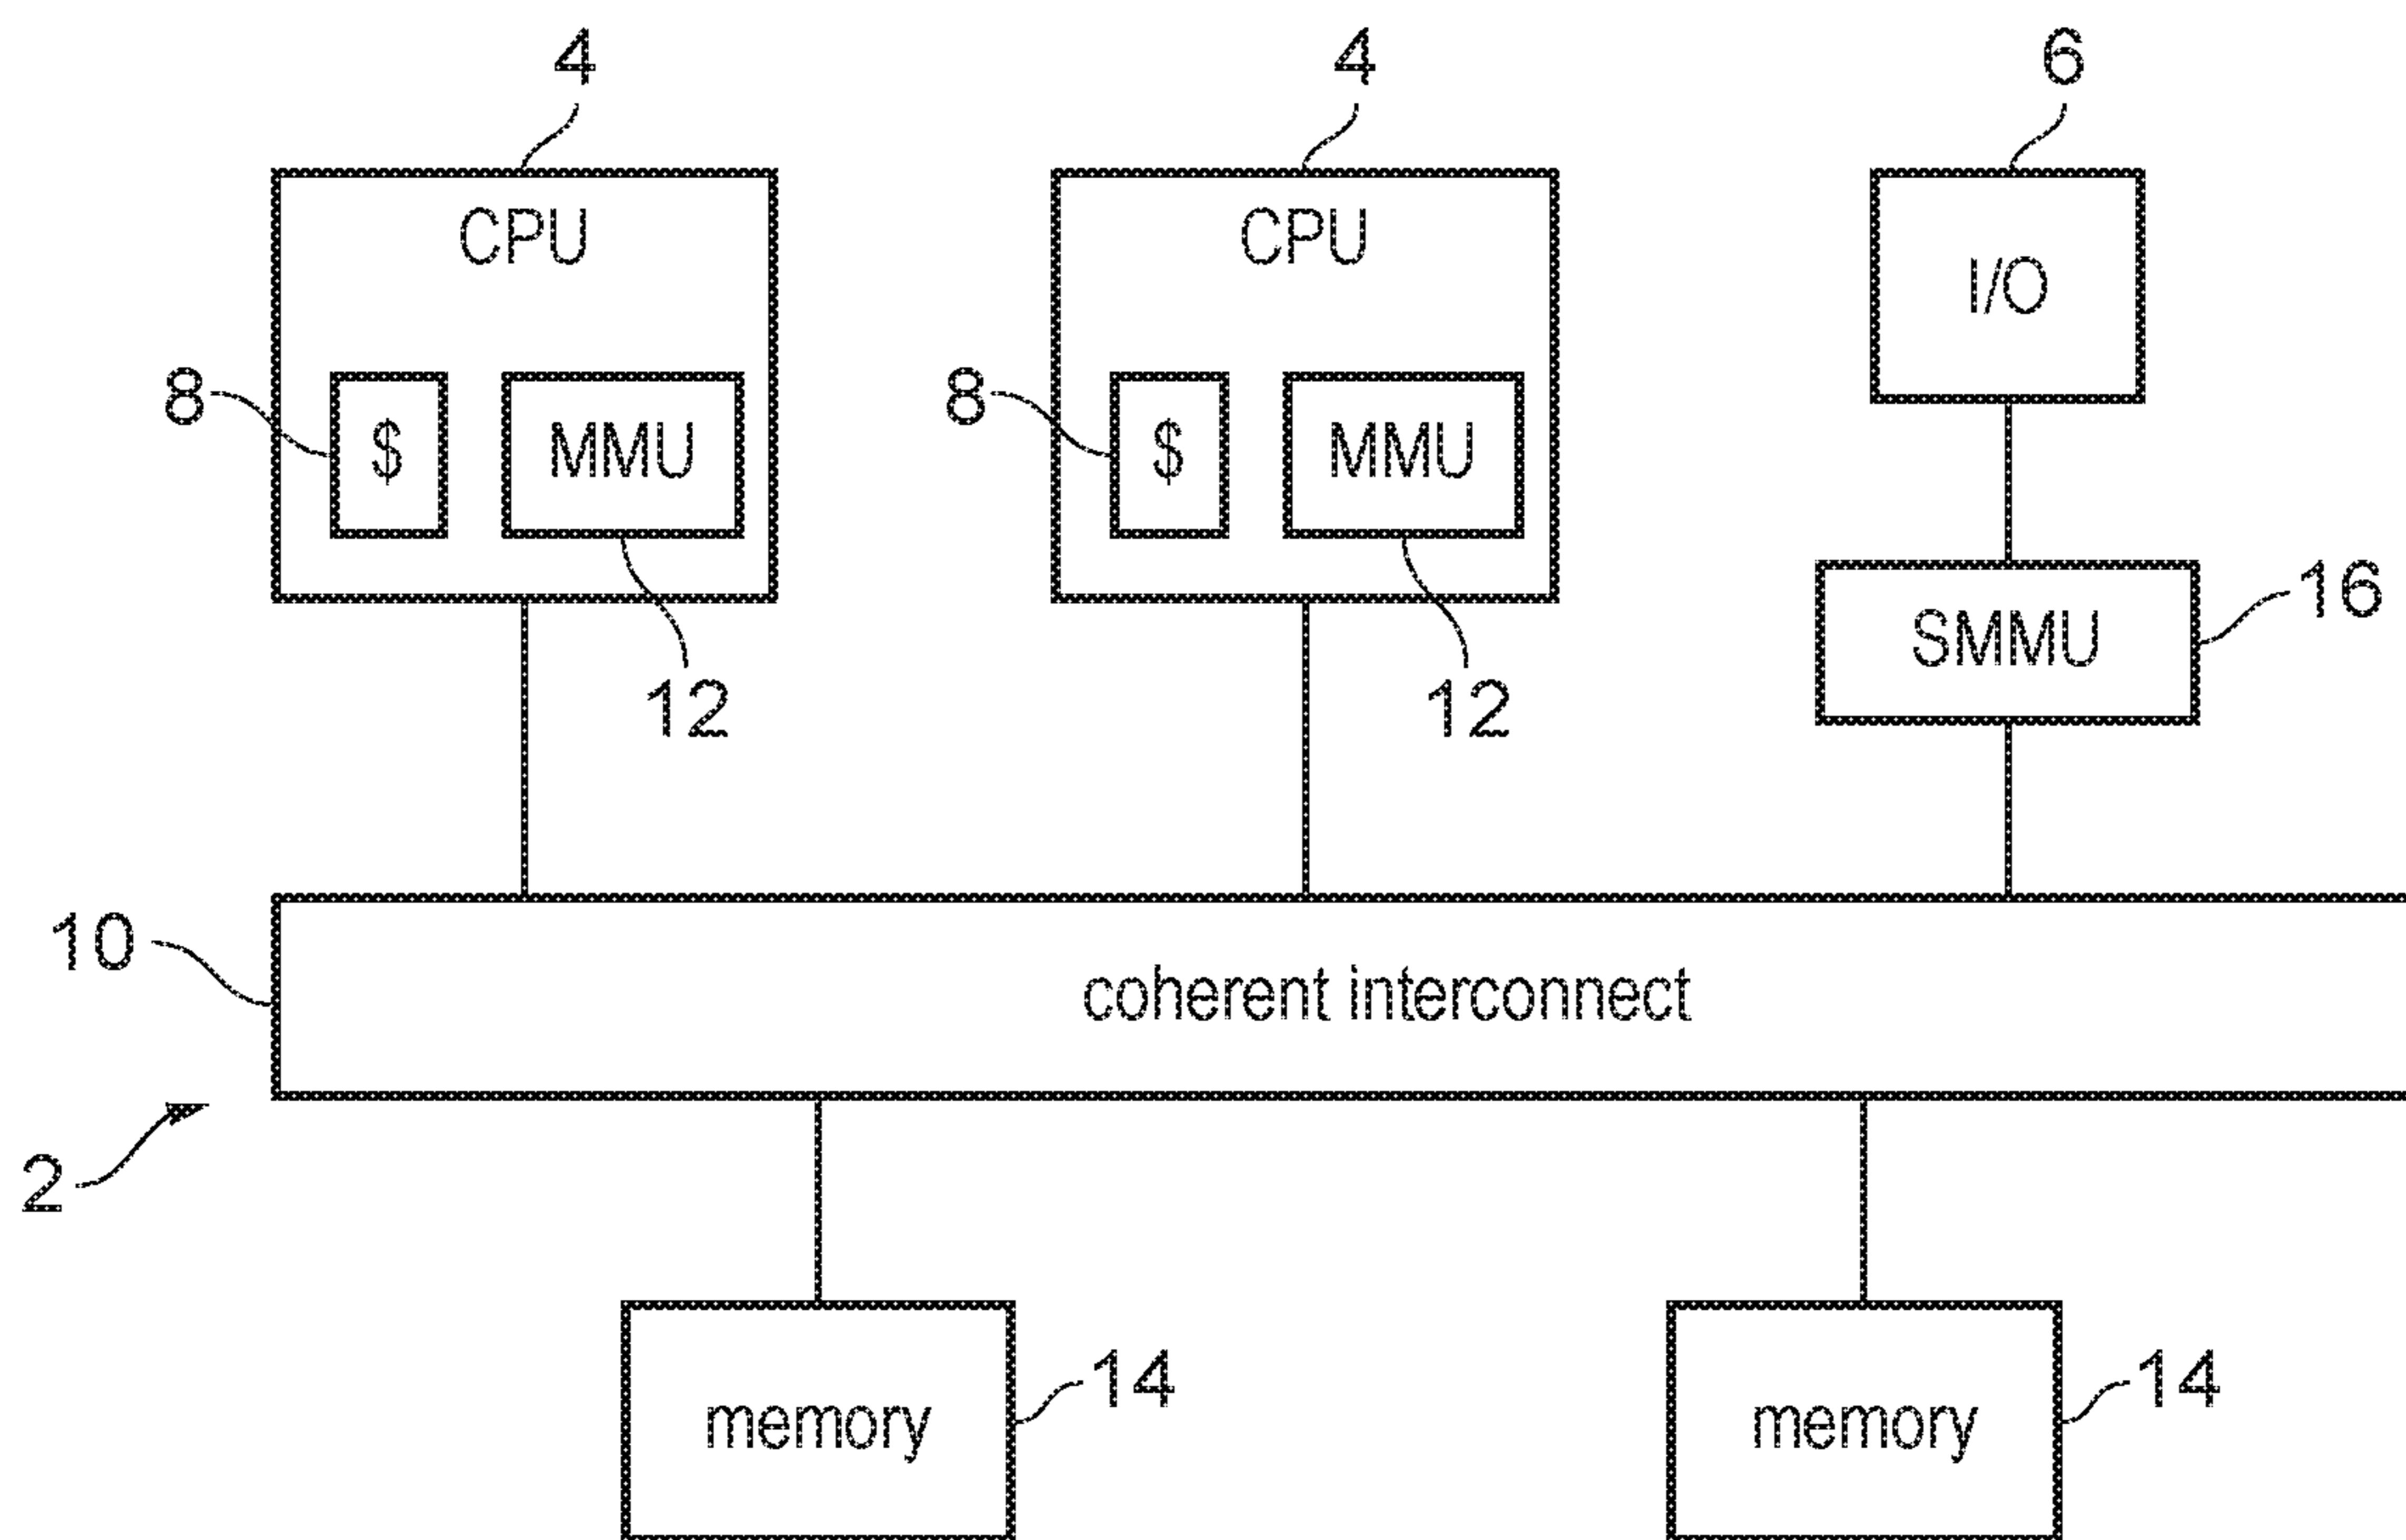 4 4 6
CPU CPU I/O
8 $ MMU 8 $ MMU
SMMU 16
12 12
10 coherent interconnect
2
memory 14 memory 14